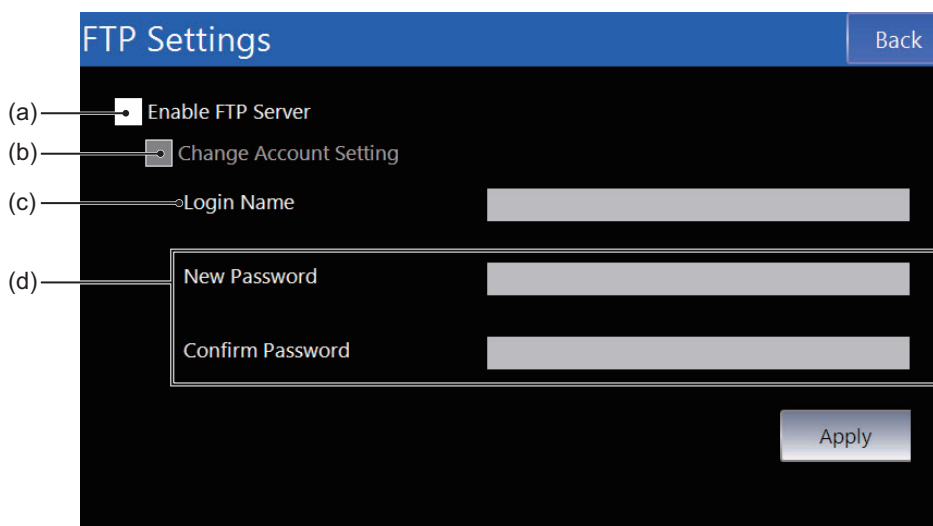 FTP Settings
Back
(a) Enable FTP Server
(b) Change Account Setting
(c) Login Name
(d) New Password
Confirm Password
Apply